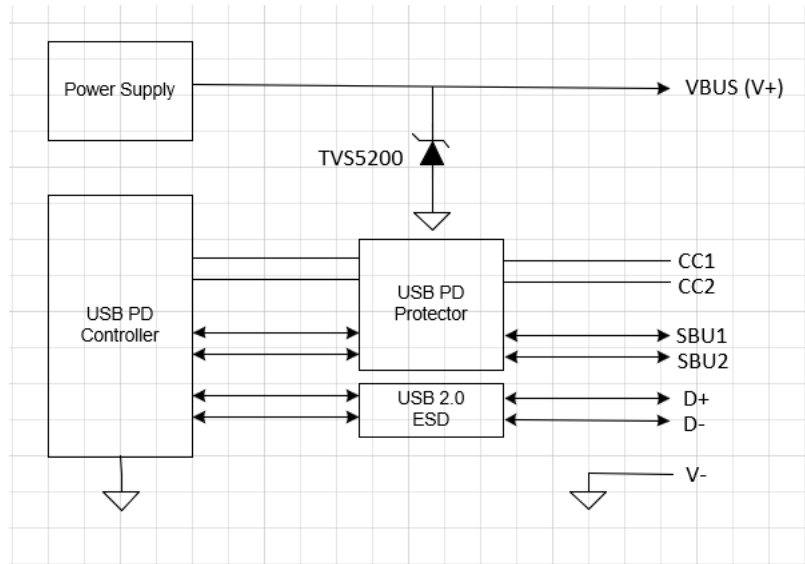 Power Supply
VBUS (V+)
TVS5200
USB PD
Controller
USB PD
Protector
CC1
CC2
SBU1
SBU2
USB 2.0
ESD
D+
D-
V-